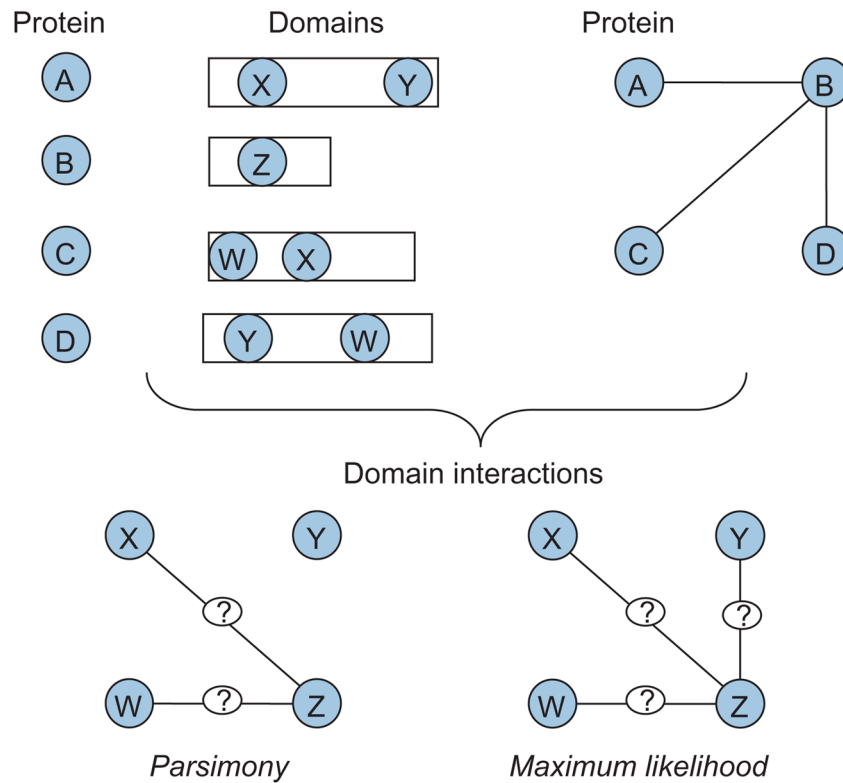 Protein Domains Protein
A X Y A B
B Z
C W X C D
D Y W
Domain interactions
X Y X Y
? ? ?
W ? Z W ? Z
Parsimony Maximum likelihood